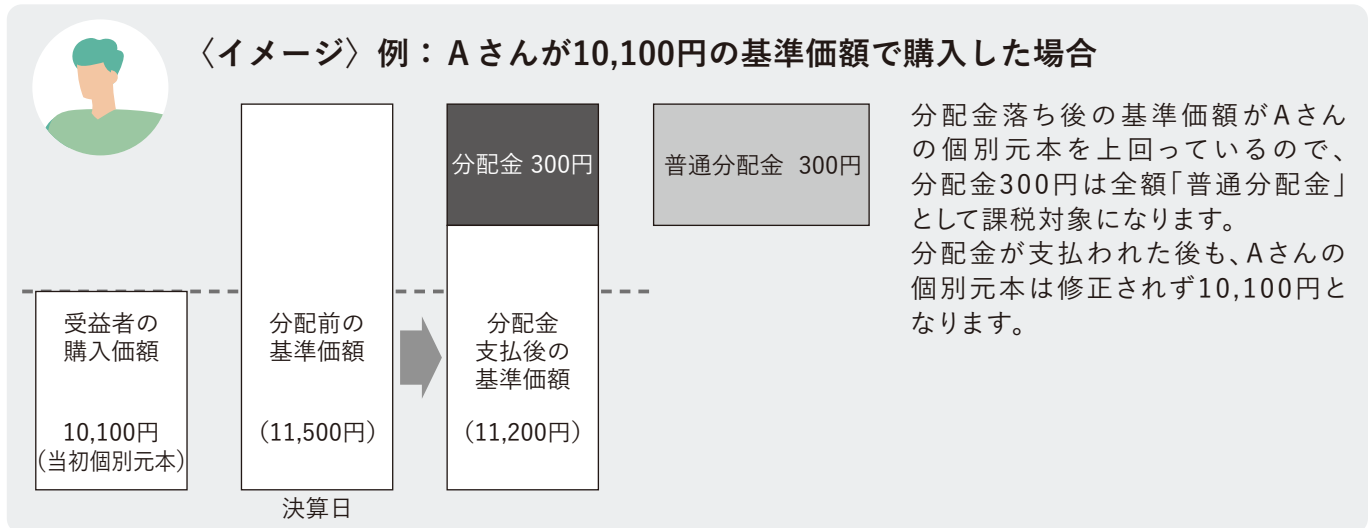 〈イメージ〉例：Aさんが10,100円の基準価額で購入した場合
受益者の
購入価額
10,100円
（当初個別元本）
分配前の
基準価額
（11,500円）
決算日
分配金 300円
分配金
支払後の
基準価額
（11,200円）
普通分配金 300円
分配金落ち後の基準価額がAさん
の個別元本を上回っているので、
分配金300円は全額「普通分配金」
として課税対象になります。
分配金が支払われた後も、Aさんの
個別元本は修正されず10,100円と
なります。